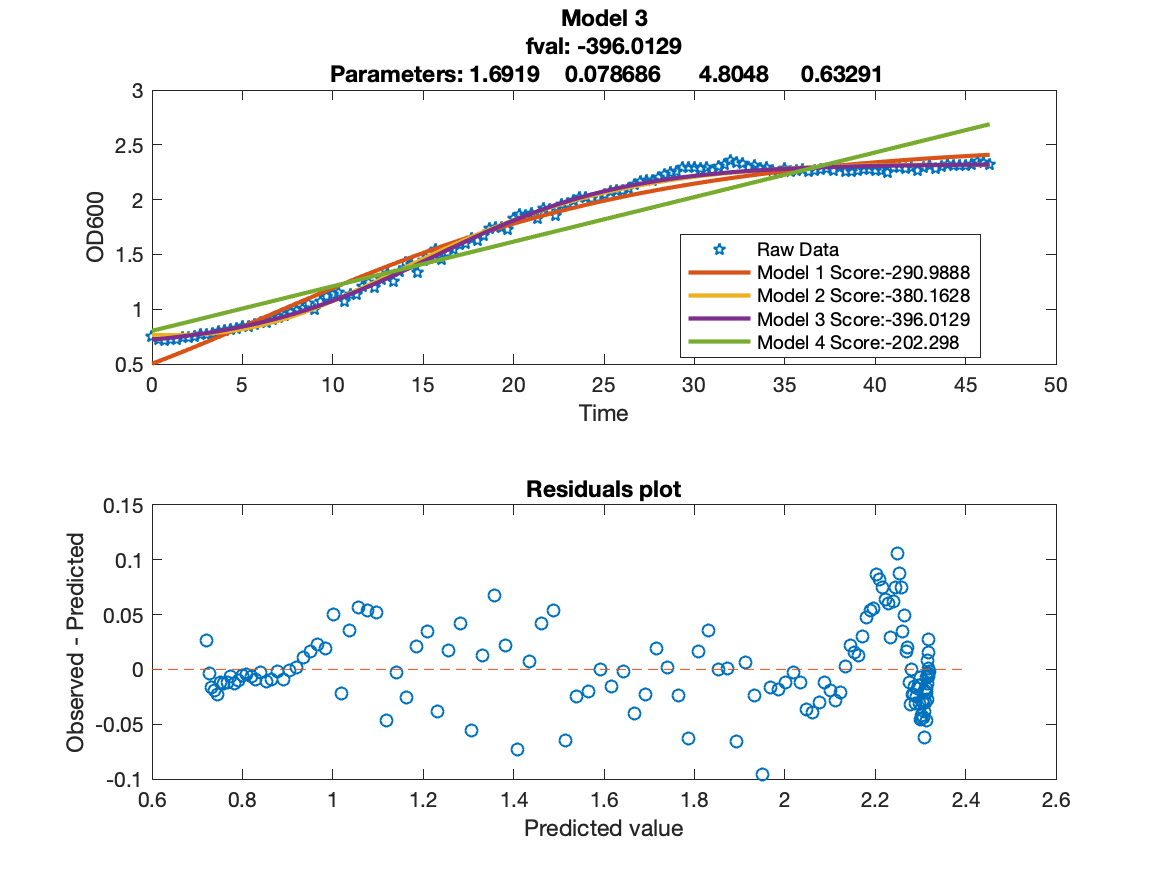 Model 3
fval: -396.0129
Parameters: 1.6919 0.078686 4.8048 0.63291
3
2.5
2
1.5
1
0.5
OD600
0 5 10 15 20 25 30 35 40 45 50
Time
Raw Data
Model 1 Score:-290.9888
Model 2 Score:-380.1628
Model 3 Score:-396.0129
Model 4 Score:-202.298
Residuals plot
0.15
0.1
0.05
0
-0.05
-0.1
Observed - Predicted
0.6 0.8 1 1.2 1.4 1.6 1.8 2 2.2 2.4 2.6
Predicted value